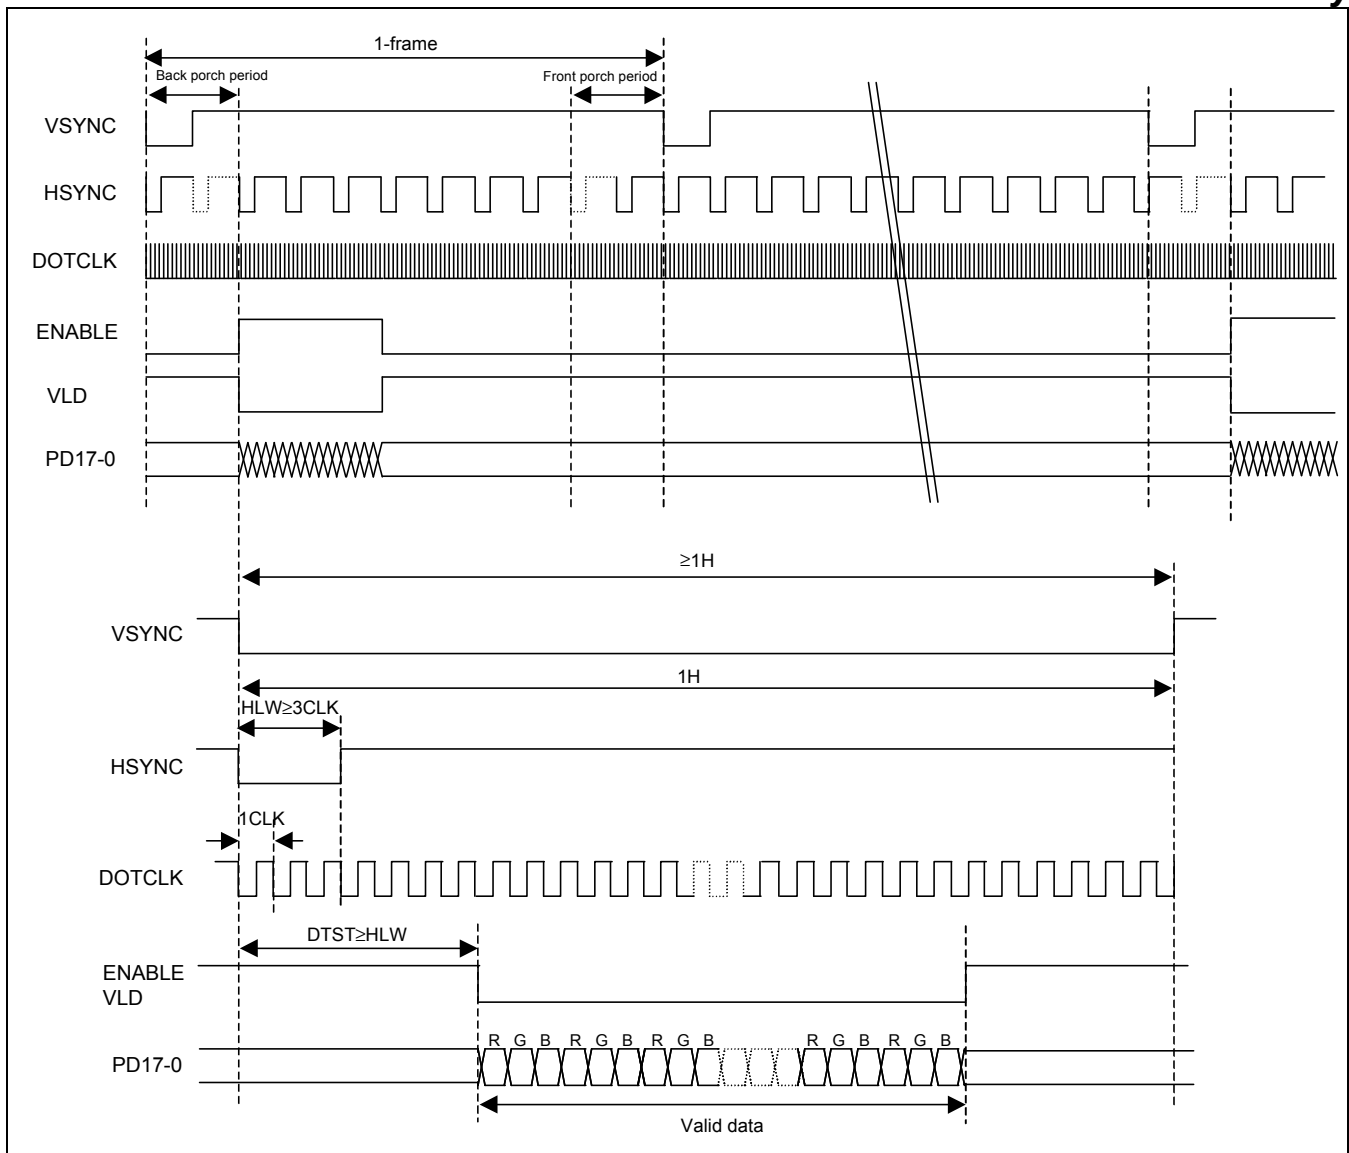 y
1-frame
Back porch period
Front porch period
VSYNC
HSYNC
DOTCLK
ENABLE
VLD
PD17-0
≥1H
VSYNC
1H
HLW≥3CLK
HSYNC
1CLK
DOTCLK
DTST≥HLW
ENABLE
VLD
R G B R G B R G B R G B R G B
PD17-0
Valid data